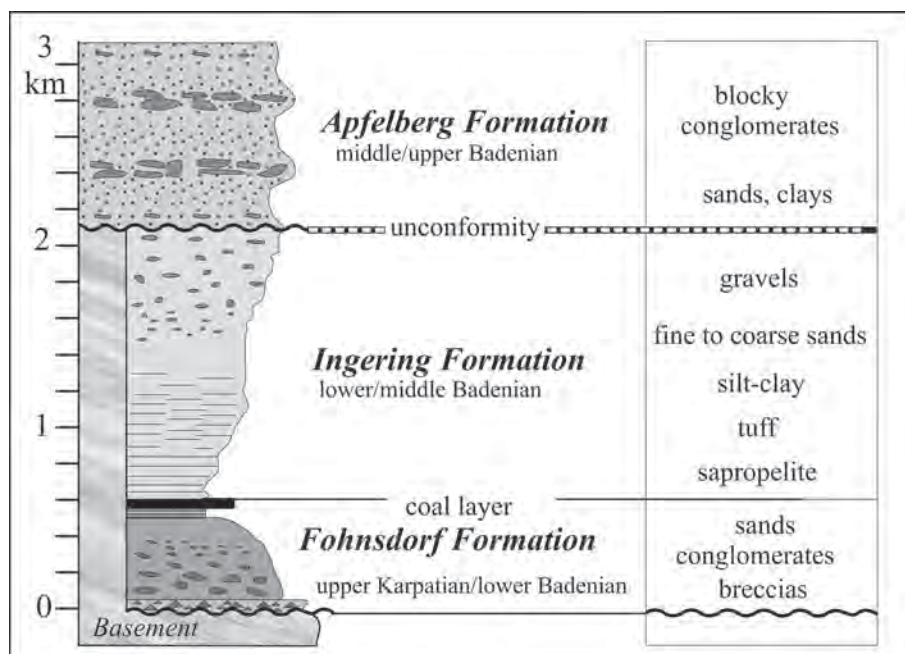 3
km
2
1
0
Apfelberg Formation
middle/upper Badenian
unconformity
Ingering Formation
lower/middle Badenian
coal layer
Fohnsdorf Formation
upper Karpatian/lower Badenian
Basement
blocky
conglomerates
sands, clays
gravels
fine to coarse sands
silt-clay
tuff
sapropelite
sands
conglomerates
breccias